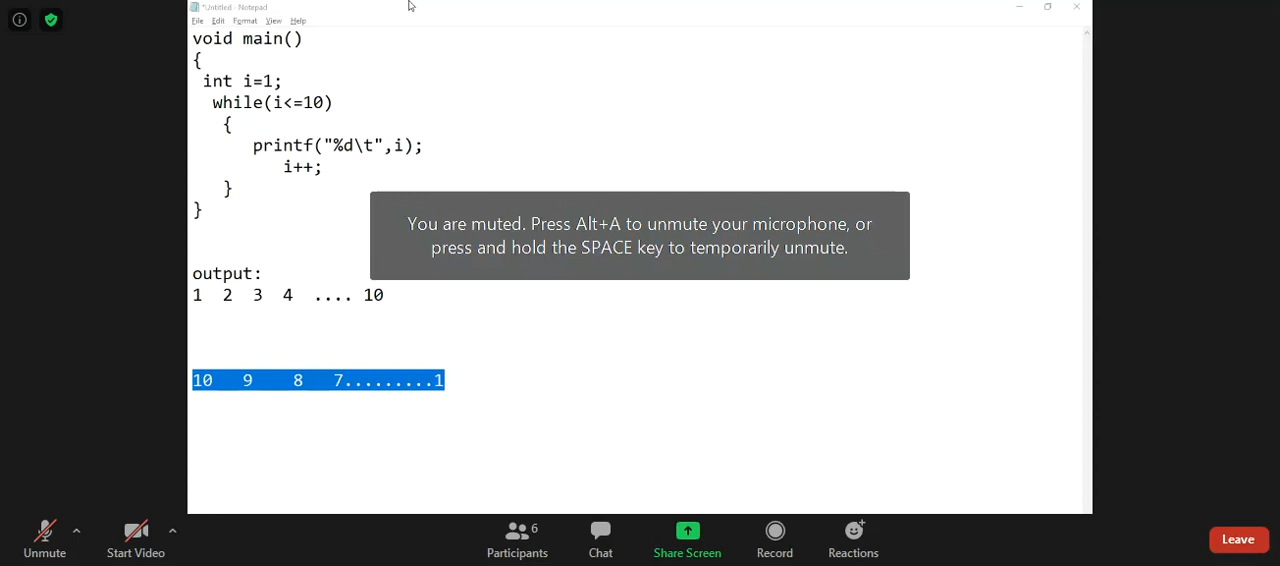 *Untitled - Notepad
File Edit Format View Help
void main()
{
int i=1;
while(i<=10)
{
printf("%d\t",i);
i++;
}
}
You are muted. Press Alt+A to unmute your microphone, or
press and hold the SPACE key to temporarily unmute.
output:
1 2 3 4 .... 10
10 9 8 7.........1
6
Unmute Start Video Participants Chat Share Screen Record Reactions Leave